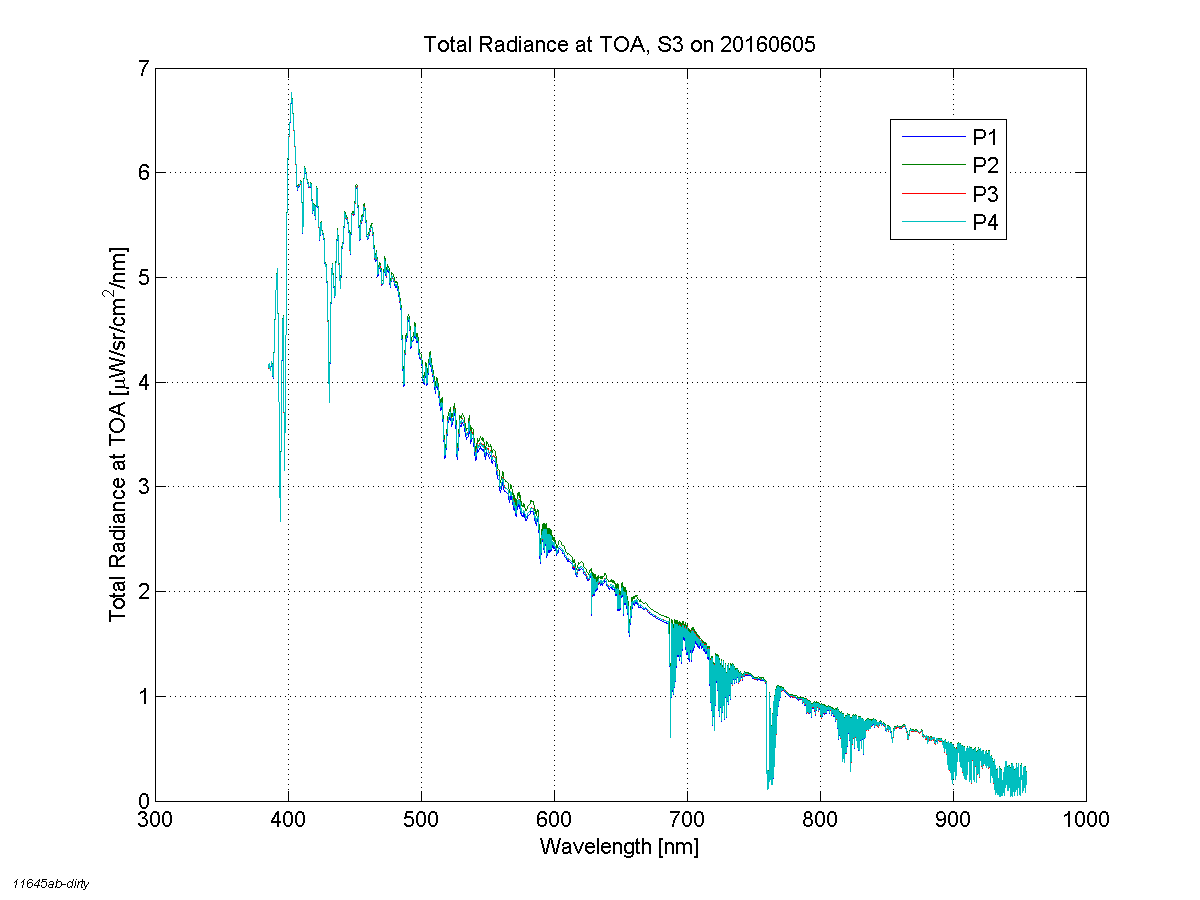 Total Radiance at TOA, S3 on 20160605
7
6
5
4
3
2
1
0
Total Radiance at TOA [μW/sr/cm²/nm]
P1
P2
P3
P4
300 400 500 600 700 800 900 1000
Wavelength [nm]
11645ab-dirty